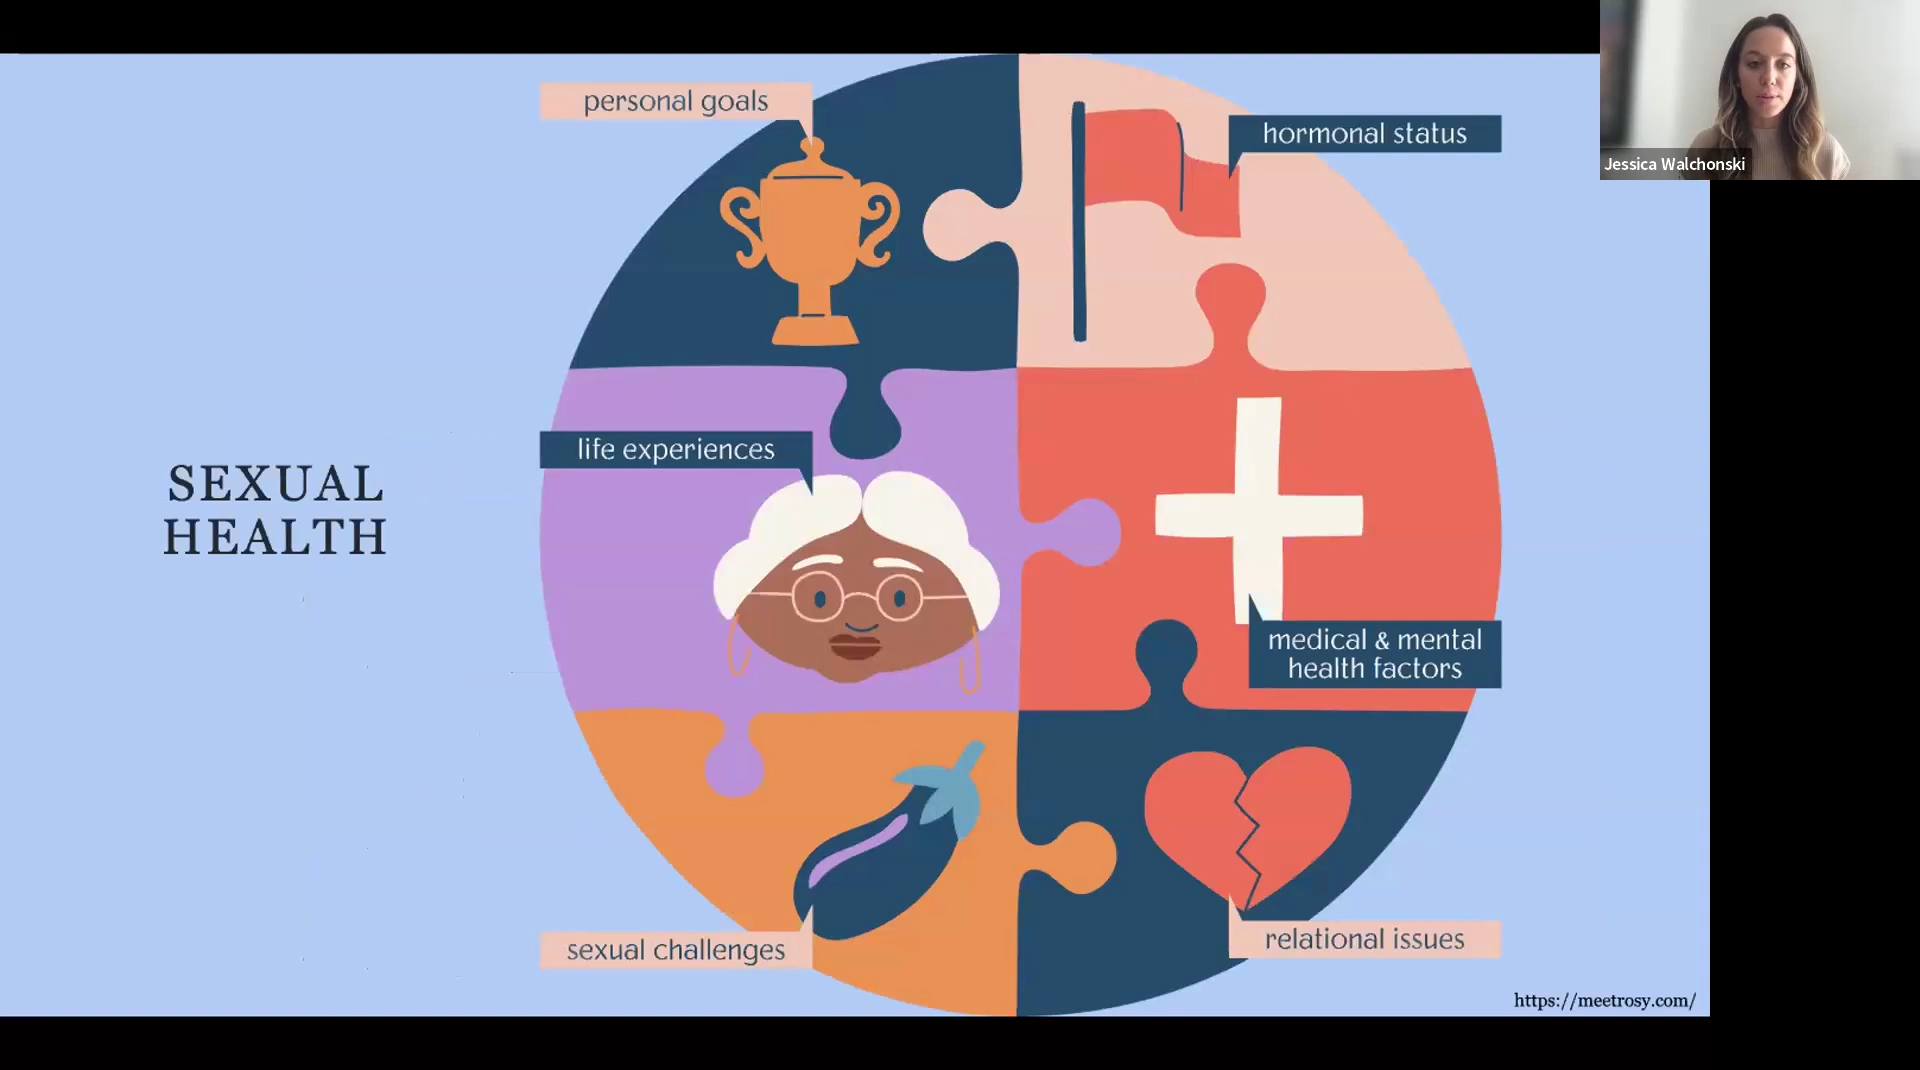 personal goals
hormonal status
Jessica Walchonski
life experiences
SEXUAL
HEALTH
medical & mental
health factors
sexual challenges
relational issues
https://meetrosy.com/